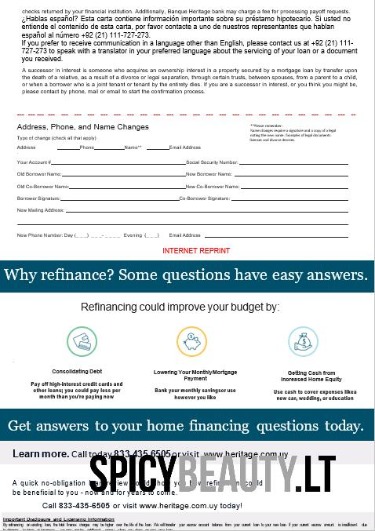 checks returned by your financial institution. Additionally, Banque Heritage may charge a fee for processing payoff requests.
¿Hablas español? Esta carta contiene información importante sobre su préstamo hipotecario. Si usted no
entiende el contenido de esta carta, por favor contacte a uno de nuestros representantes que hablan
español al número +92 (21) 111-727-273.
If you prefer to receive communication in a language other than English, please contact us at +92 (21) 111-
727-273 to speak with a translator in your preferred language about the servicing of your loan or a document
you received.
A successor in interest is someone who acquires an ownership interest in a property secured by a mortgage loan by transfer upon
the death of a relative, as a result of a divorce or legal separation, through certain trusts, between spouses, from a parent to a child,
or when a borrower who is a joint tenant or tenant by the entirety dies. If you are a successor in interest, or you think you might be,
please contact by phone, mail or email to start the confirmation process.
Address, Phone, and Name Changes
Type of change (check all that apply)
Address Phone Name** Email Address
Your Account # Social Security Number:
Old Borrower Name: New Borrower Name:
Old Co-Borrower Name: New Co-Borrower Name:
Borrower Signature: Co-Borrower Signature:
New Mailing Address:
New Phone Number: Day ( ) - Evening ( ) Email Address
INTERNET REPRINT
Why refinance? Some questions have easy answers.
Refinancing could improve your budget by:
Consolidating Debt
Pay off high-interest credit cards and
other loans; you could pay less per
month than you're paying now
Lowering Your Monthly Mortgage
Payment
Bank your monthly savings or use
however you like
Getting Cash from
Increased Home Equity
Use cash to cover expenses like a
new car, wedding, or education
Get answers to your home financing questions today.
Learn more. Call today 833-435-6505 or visit www.heritage.com.uy
SPICYBEAUTY.LT
A quick no-obligation could
be beneficial to you - now and for years to come.
Call 833-435-6505 or visit www.heritage.com.uy
Important Disclosure and Licensing Information